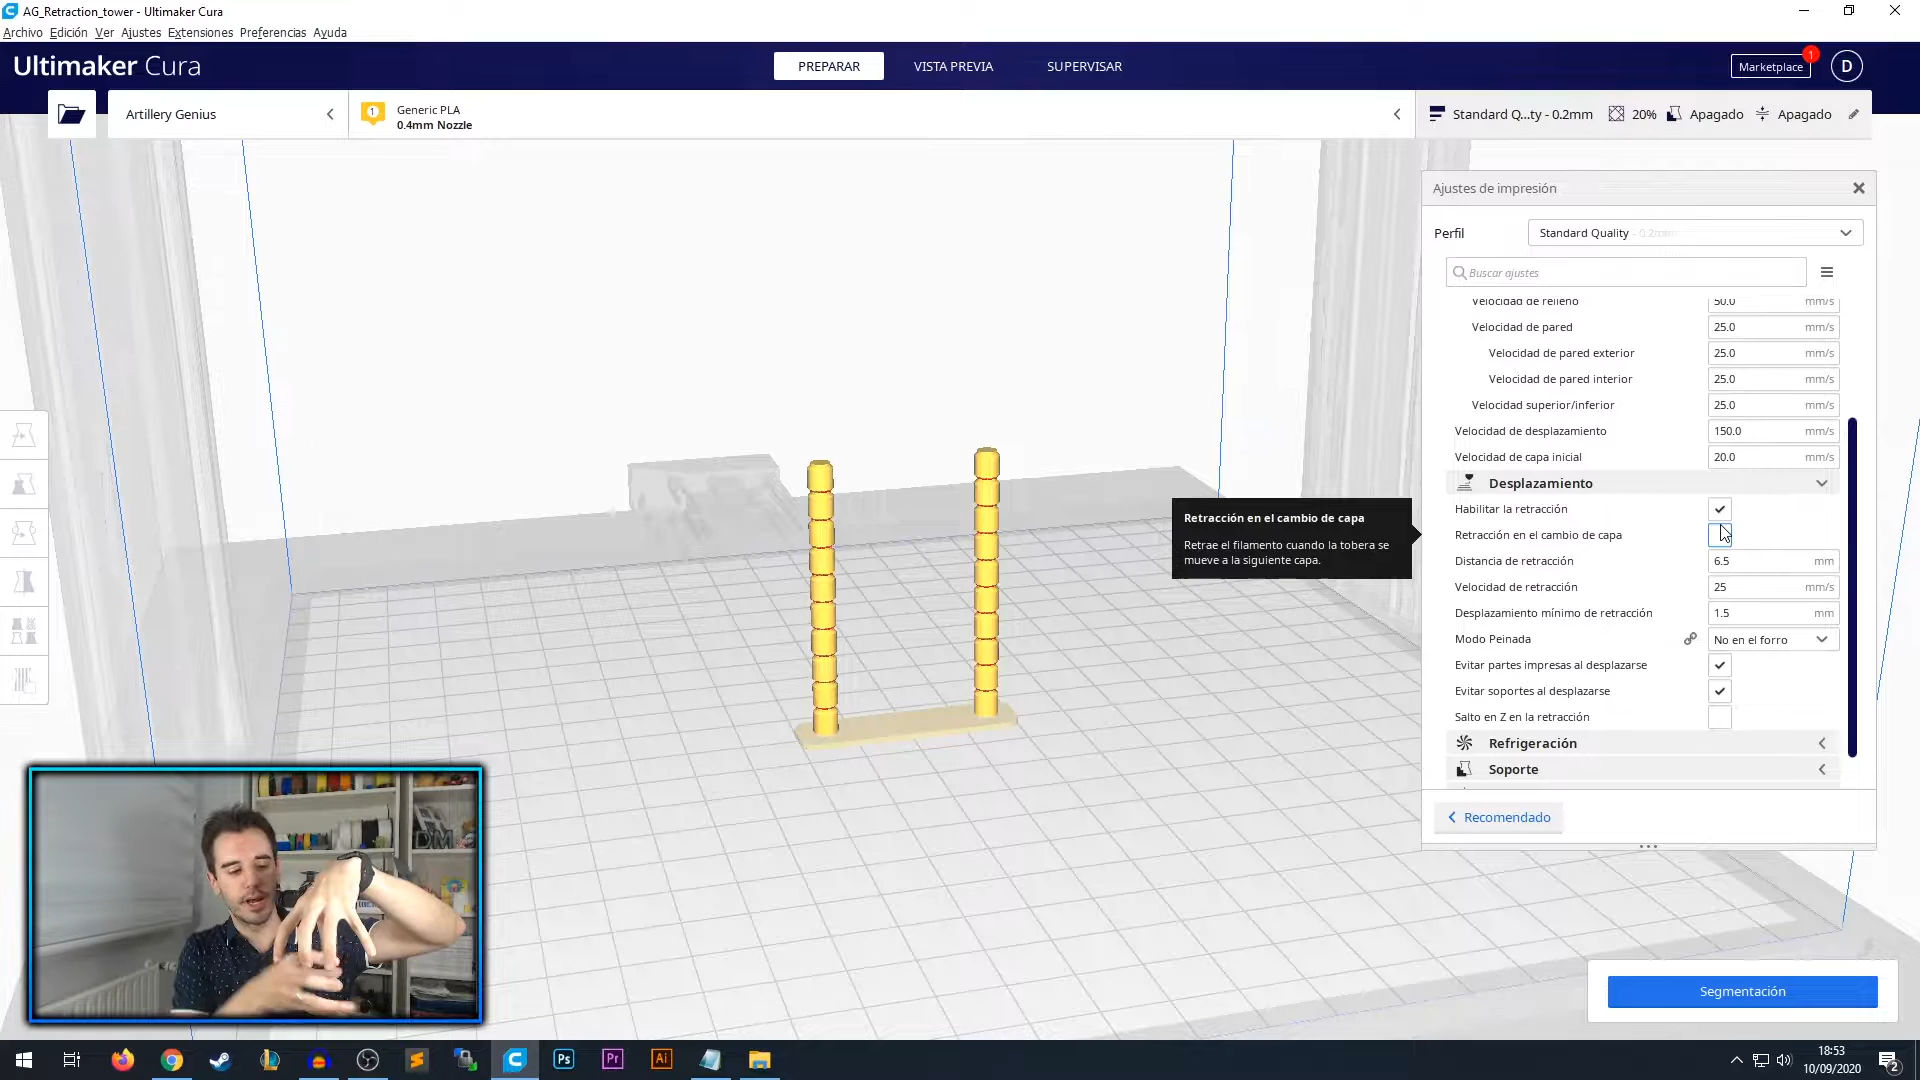 AG_Retraction_tower - Ultimaker Cura
Archivo Edición Ver Ajustes Extensiones Preferencias Ayuda
Ultimaker Cura
PREPARAR
VISTA PREVIA
SUPERVISAR
Marketplace
1
D
Artillery Genius
1
Generic PLA
0.4mm Nozzle
Standard Q...ty - 0.2mm
20%
Apagado
Apagado
Ajustes de impresión
Perfil
Standard Quality - 0.2mm
Buscar ajustes
Velocidad de relleno 50.0 mm/s
Velocidad de pared 25.0 mm/s
Velocidad de pared exterior 25.0 mm/s
Velocidad de pared interior 25.0 mm/s
Velocidad superior/inferior 25.0 mm/s
Velocidad de desplazamiento 150.0 mm/s
Velocidad de capa inicial 20.0 mm/s
Desplazamiento
Habilitar la retracción
Retracción en el cambio de capa
Distancia de retracción 6.5 mm
Velocidad de retracción 25 mm/s
Desplazamiento mínimo de retracción 1.5 mm
Modo Peinada No en el forro
Evitar partes impresas al desplazarse
Evitar soportes al desplazarse
Salto en Z en la retracción
Refrigeración
Soporte
Recomendado
Retracción en el cambio de capa
Retrae el filamento cuando la tobera se
mueve a la siguiente capa.
Segmentación
Ps
Pr
Ai
18:53
10/09/2020
2